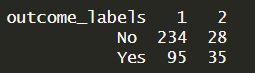 outcome_labels 1 2
No 234 28
Yes 95 35